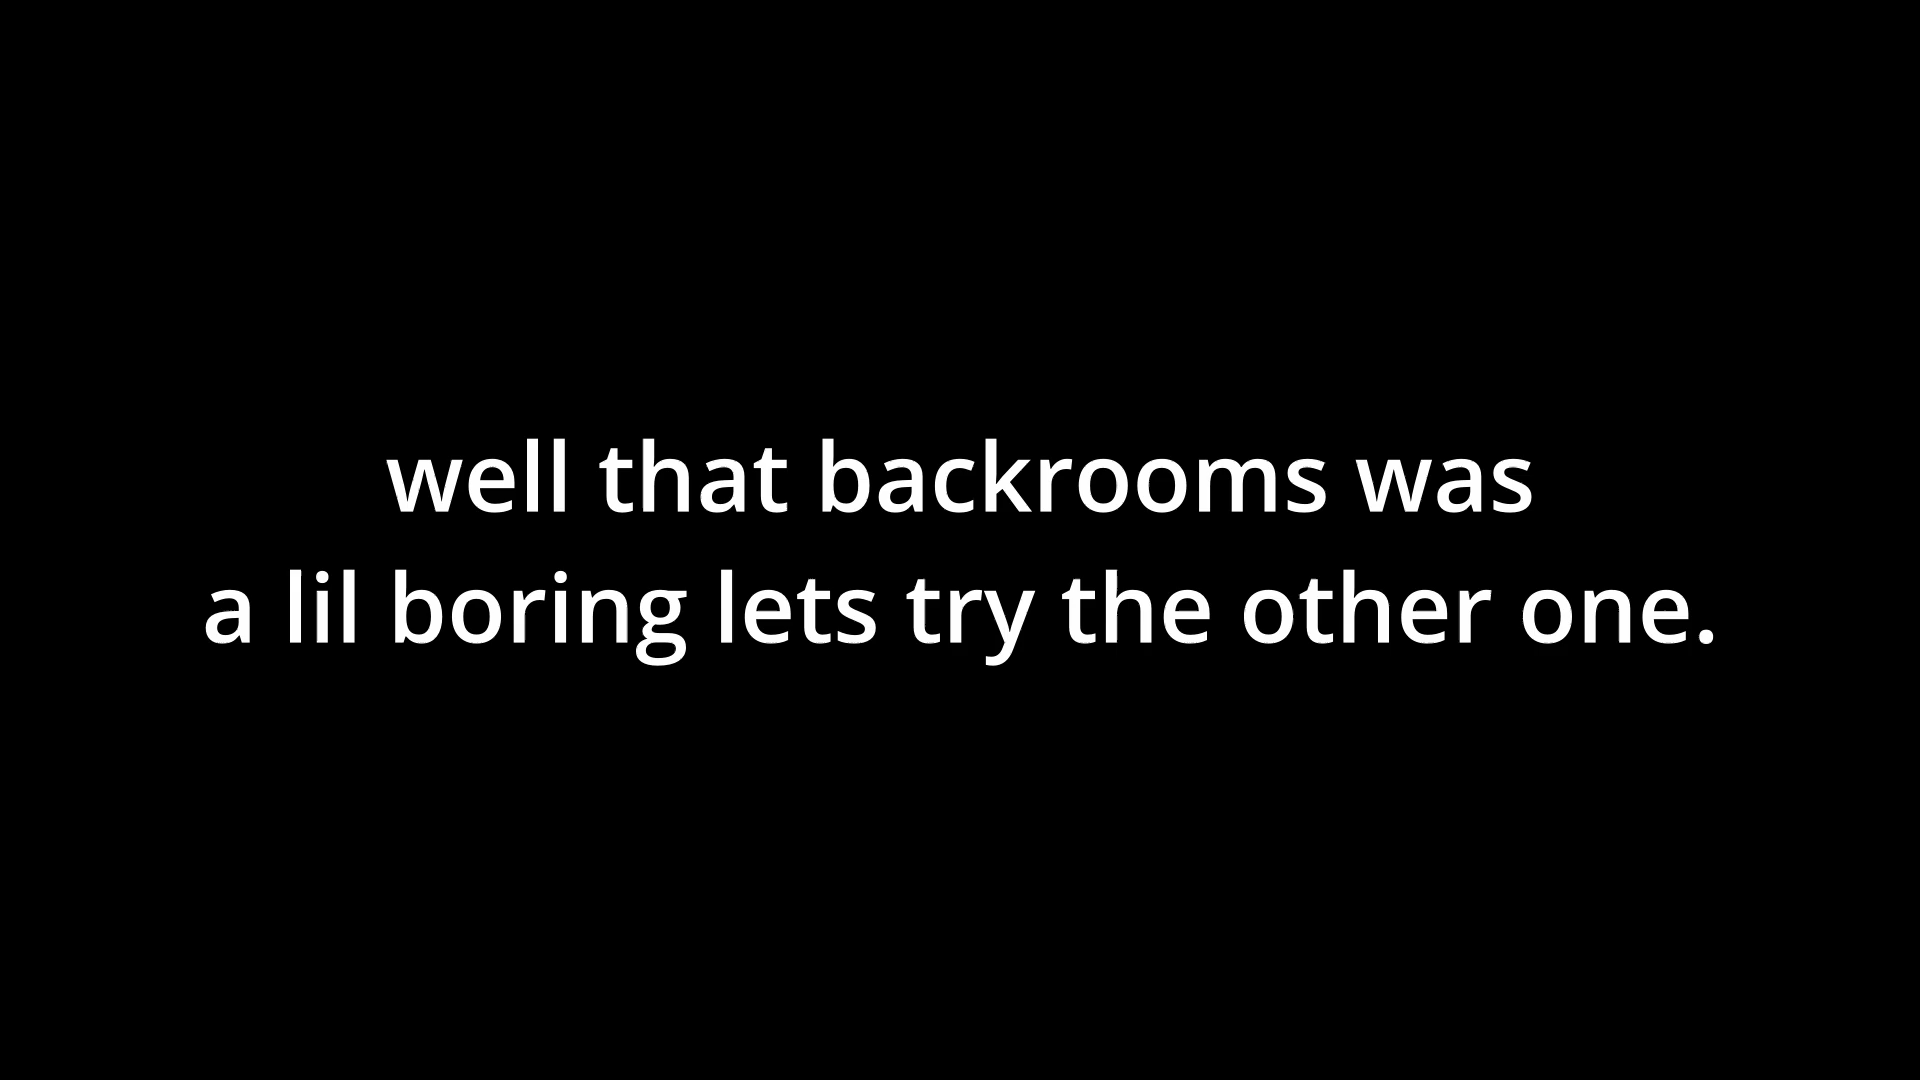 well that backrooms was
a lil boring lets try the other one.